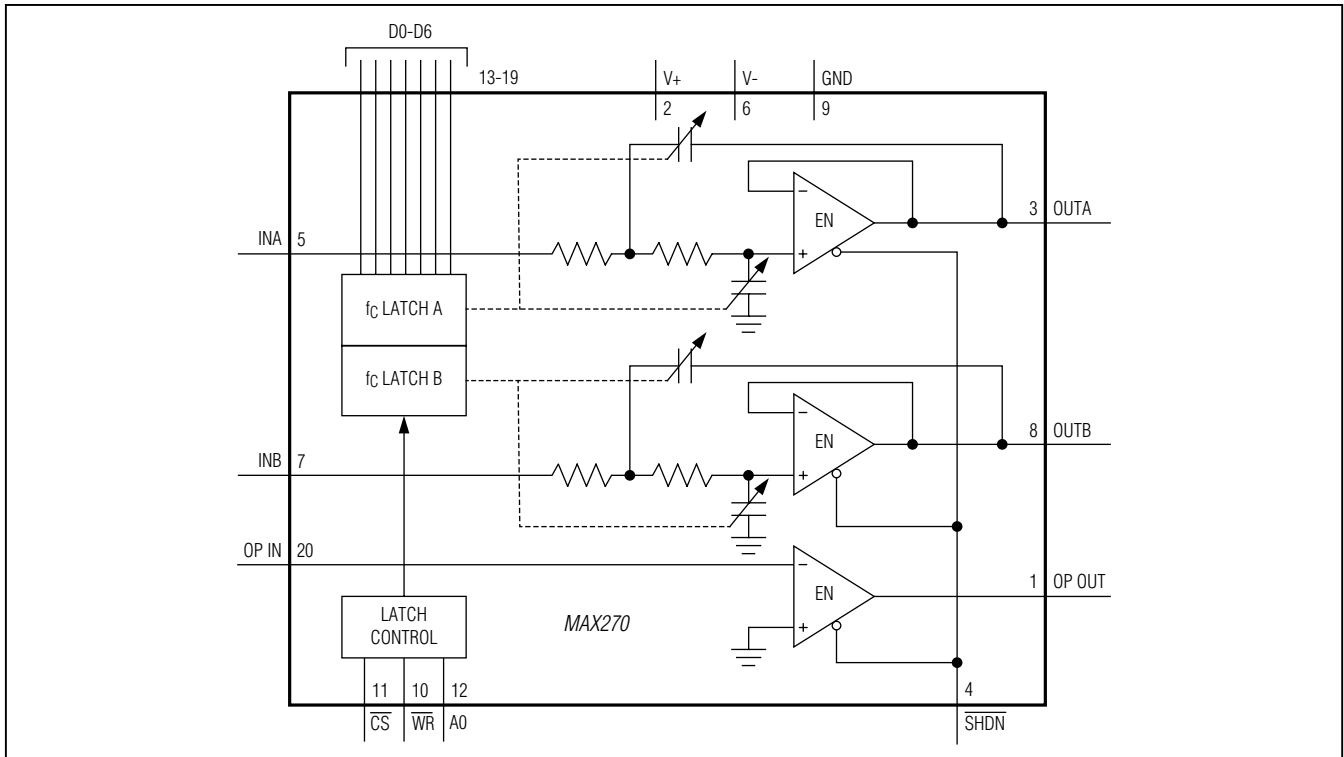 D0-D6
13-19
V+
2
V-
6
GND
9
INA 5
−
EN
+
3 OUTA
fC LATCH A
fC LATCH B
INB 7
−
EN
+
8 OUTB
OP IN 20
−
EN
+
1 OP OUT
LATCH
CONTROL
MAX270
11 10 12
CS WR A0
4
SHDN